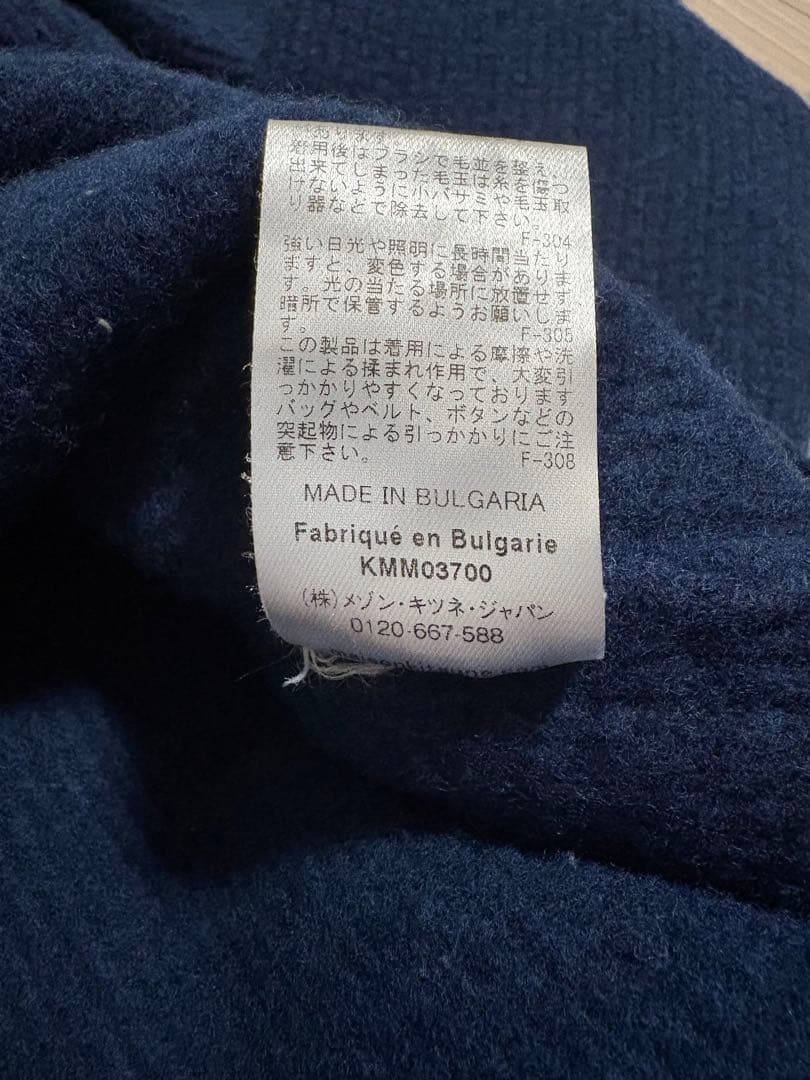 着用後はブラシで毛並を整え、
出来てしまった毛玉は糸を傷つ
けないように小バサミや毛玉取
り器などで除去して下さい。
F-304
強い日光や照明に長時間当たり
ますと、変色する場合がありま
す。光の当たる場所に放置せず、
暗所で保管するようお願いしま
す。
F-305
この製品は着用による摩擦や洗
濯による揉まれ作用で、大変引
っかかりやすくなっております
バッグやベルト、ボタンなどの
突起物による引っかかりにご注
意下さい。
F-308
MADE IN BULGARIA
Fabriqué en Bulgarie
KMM03700
(株)メゾン・キツネ・ジャパン
0120-667-588